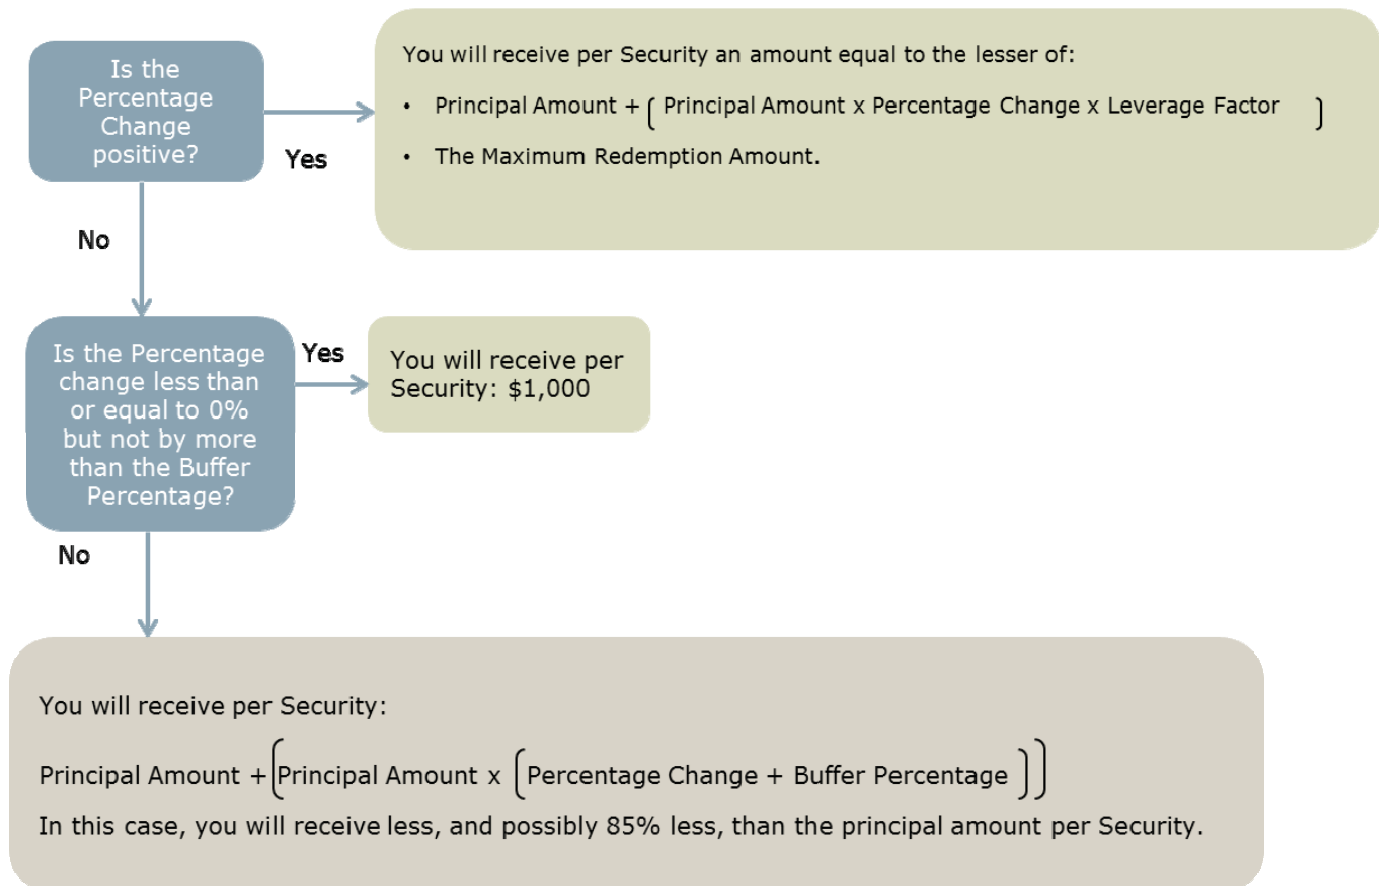 Is the
Percentage
Change
positive?
Yes
You will receive per Security an amount equal to the lesser of:
• Principal Amount + ( Principal Amount x Percentage Change x Leverage Factor )
• The Maximum Redemption Amount.
No
Is the Percentage
change less than
or equal to 0%
but not by more
than the Buffer
Percentage?
Yes
You will receive per
Security: $1,000
No
You will receive per Security:
Principal Amount + (Principal Amount x (Percentage Change + Buffer Percentage ))
In this case, you will receive less, and possibly 85% less, than the principal amount per Security.